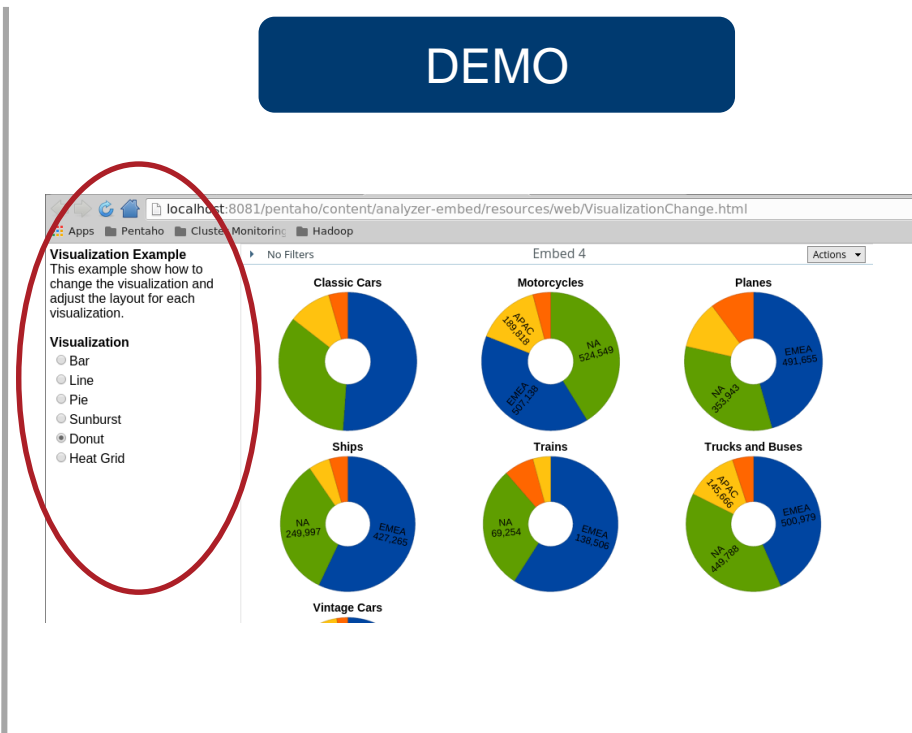 DEMO
localhost:8081/pentaho/content/analyzer-embed/resources/web/VisualizationChange.html
Apps Pentaho Cluster Monitoring Hadoop
Visualization Example
This example show how to
change the visualization and
adjust the layout for each
visualization.
Visualization
Bar
Line
Pie
Sunburst
Donut
Heat Grid
No Filters Embed 4 Actions
Classic Cars Motorcycles Planes
APAC
189,818
NA
524,549
EMEA
507,138
EMEA
491,655
NA
353,943
Ships Trains Trucks and Buses
NA
249,997
EMEA
427,265
NA
69,254
EMEA
138,506
APAC
145,666
EMEA
500,979
NA
449,788
Vintage Cars